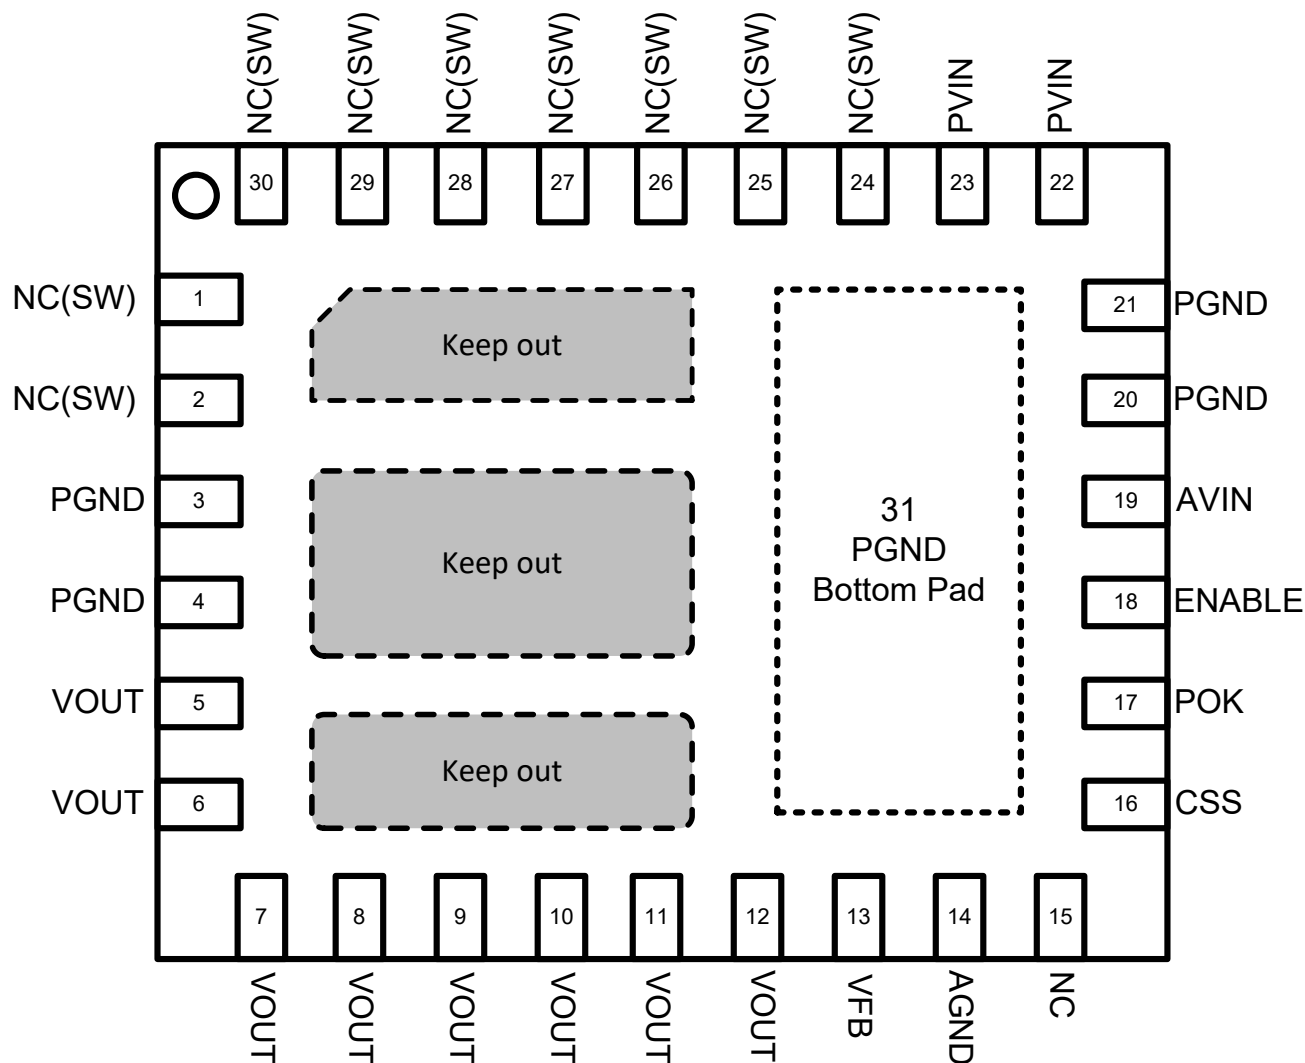 NC(SW) NC(SW) NC(SW) NC(SW) NC(SW) NC(SW) NC(SW) PVIN PVIN
30 29 28 27 26 25 24 23 22
NC(SW) 1
21 PGND
Keep out
NC(SW) 2
20 PGND
PGND 3
19 AVIN
31
PGND
Bottom Pad
Keep out
PGND 4
18 ENABLE
VOUT 5
17 POK
Keep out
VOUT 6
16 CSS
7 8 9 10 11 12 13 14 15
VOUT VOUT VOUT VOUT VOUT VOUT VFB AGND NC